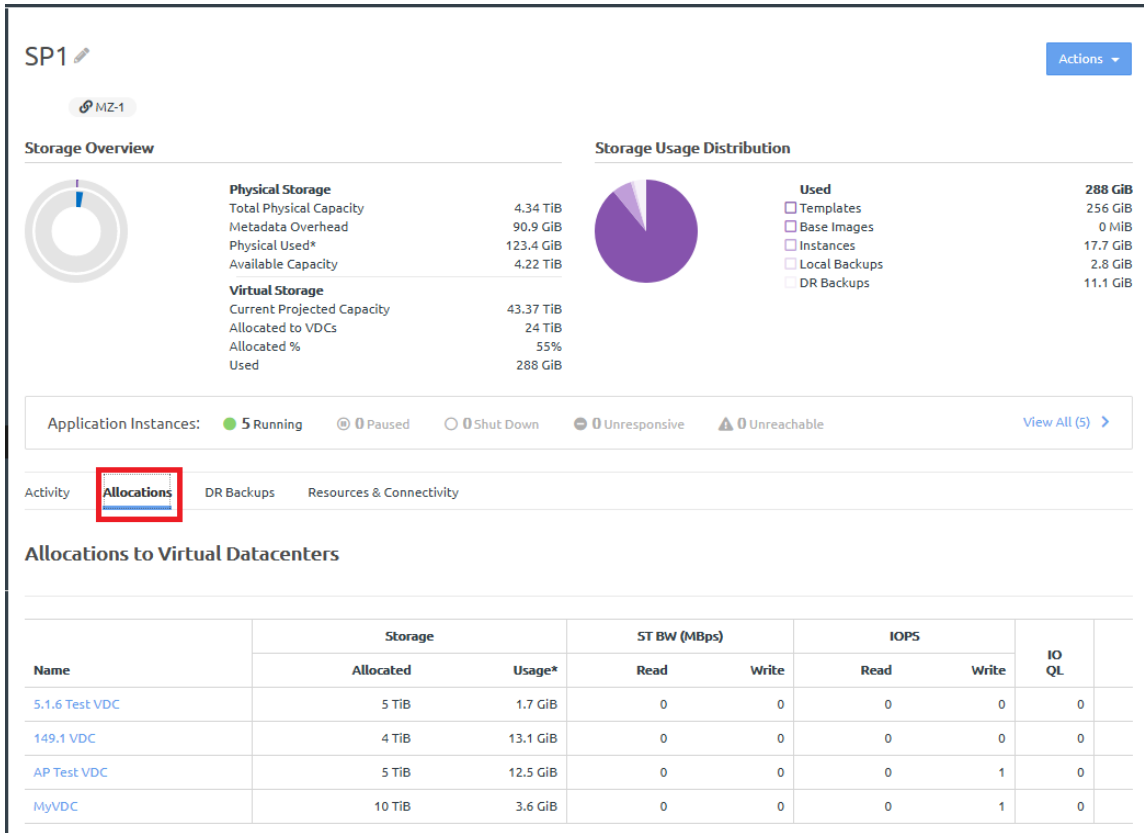 SP1
Actions
MZ-1
Storage Overview
Physical Storage
Total Physical Capacity 4.34 TiB
Metadata Overhead 90.9 GiB
Physical Used* 123.4 GiB
Available Capacity 4.22 TiB
Virtual Storage
Current Projected Capacity 43.37 TiB
Allocated to VDCs 24 TiB
Allocated % 55%
Used 288 GiB
Storage Usage Distribution
Used 288 GiB
Templates 256 GiB
Base Images 0 MiB
Instances 17.7 GiB
Local Backups 2.8 GiB
DR Backups 11.1 GiB
Application Instances: 5 Running 0 Paused 0 Shut Down 0 Unresponsive 0 Unreachable View All (5)
Activity Allocations DR Backups Resources & Connectivity
Allocations to Virtual Datacenters
Storage ST BW (MBps) IOPS IO QL
Name Allocated Usage* Read Write Read Write
5.1.6 Test VDC 5 TiB 1.7 GiB 0 0 0 0 0
149.1 VDC 4 TiB 13.1 GiB 0 0 0 0 0
AP Test VDC 5 TiB 12.5 GiB 0 0 0 1 0
MyVDC 10 TiB 3.6 GiB 0 0 0 1 0